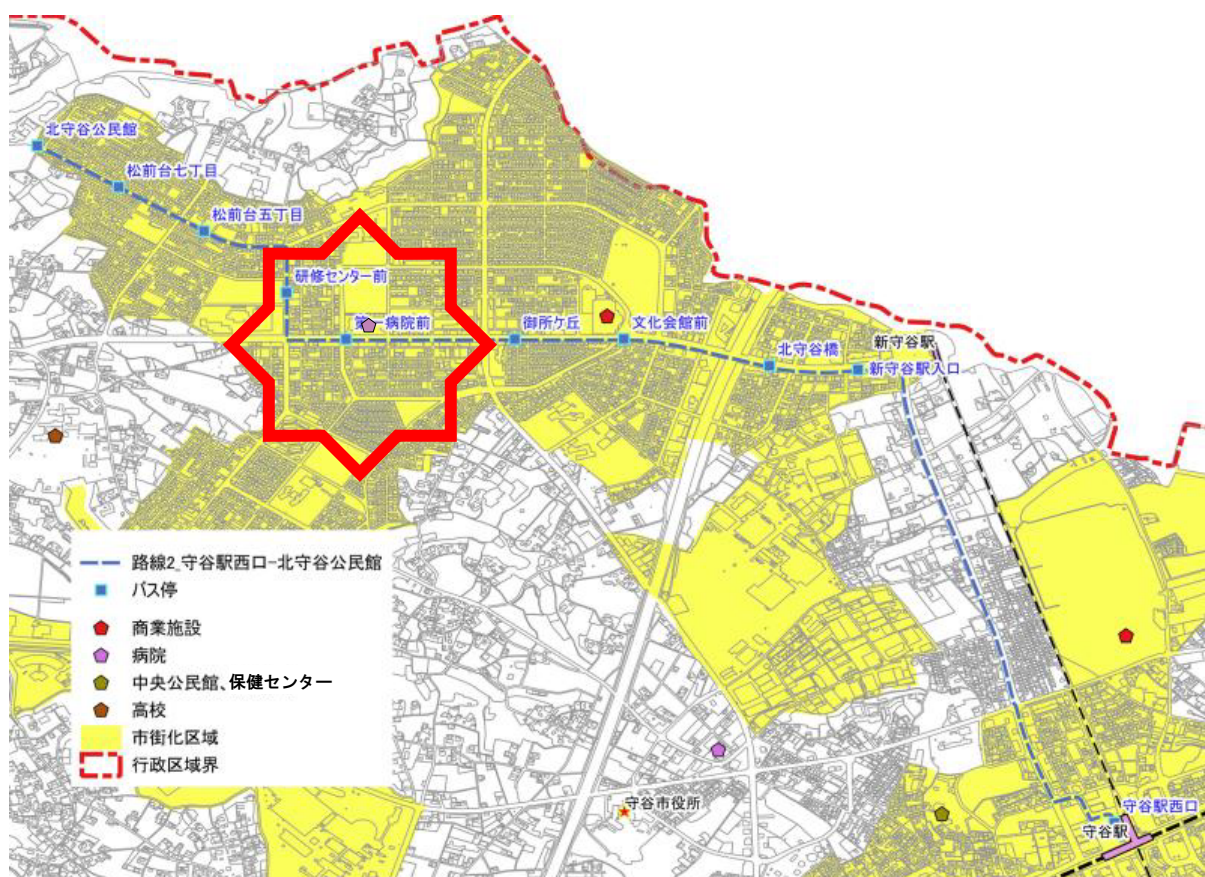 北守谷公民館
松前台七丁目
松前台五丁目
研修センター前
第一病院前
御所ケ丘
文化会館前
北守谷橋
新守谷駅
新守谷駅入口
路線2_守谷駅西口-北守谷公民館
バス停
商業施設
病院
中央公民館、保健センター
高校
市街化区域
行政区域界
守谷市役所
守谷駅西口
守谷駅